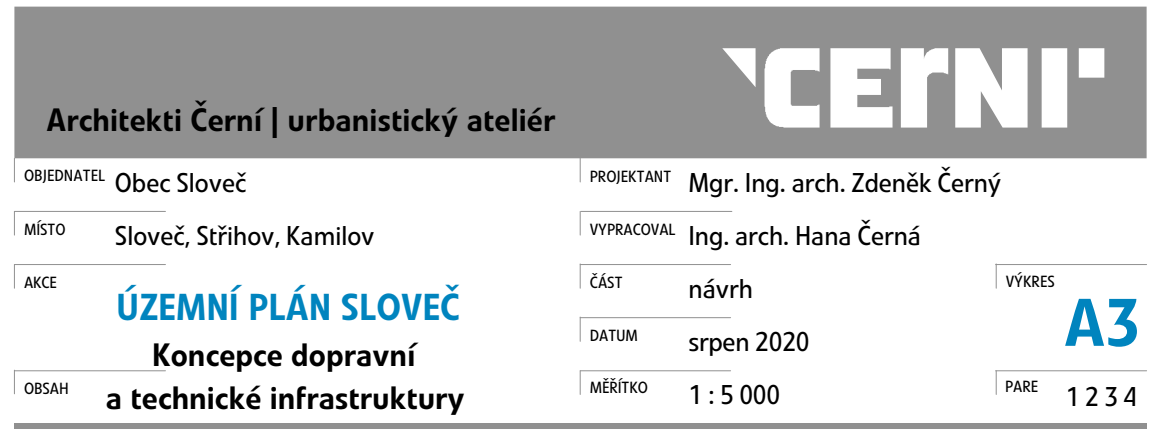 CERNI
Architekti Černí | urbanistický ateliér
OBJEDNATEL Obec Sloveč
PROJEKTANT Mgr. Ing. arch. Zdeněk Černý
MÍSTO Sloveč, Střihov, Kamilov
VYPRACOVAL Ing. arch. Hana Černá
AKCE ÚZEMNÍ PLÁN SLOVEČ
ČÁST návrh
VÝKRES A3
DATUM srpen 2020
OBSAH Koncepce dopravní
a technické infrastruktury
MĚŘÍTKO 1 : 5 000
PARE 1 2 3 4